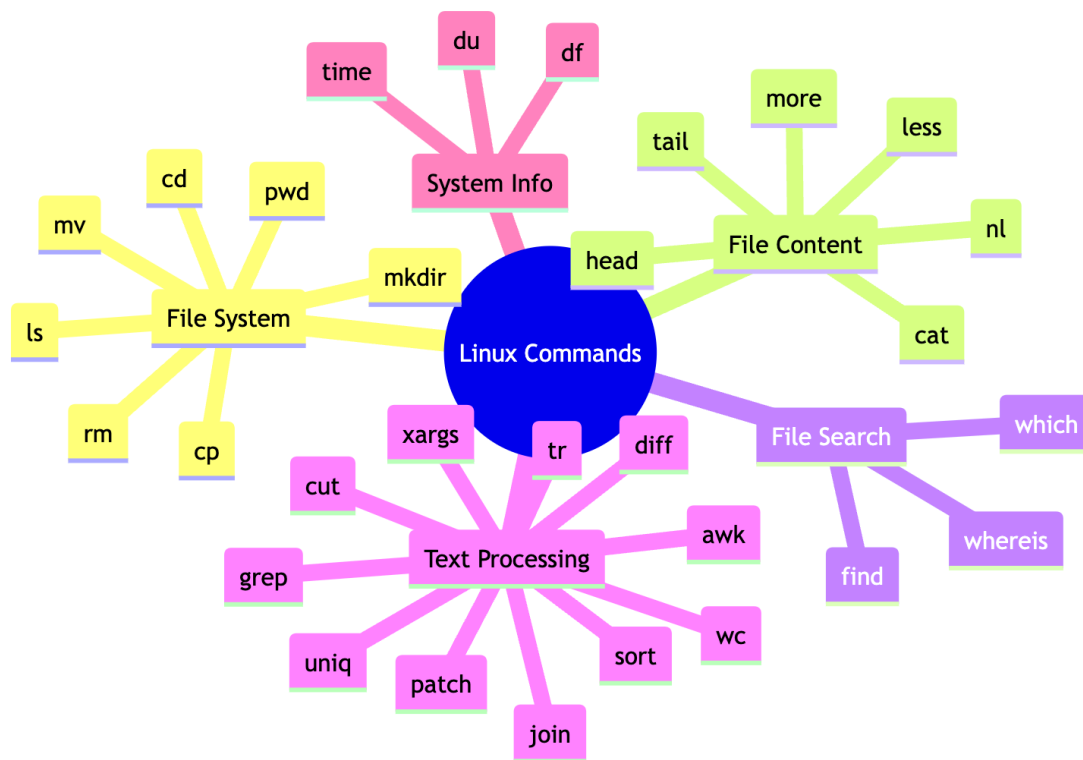 du
df
time
more
less
tail
System Info
cd
pwd
mv
nl
File Content
head
mkdir
File System
ls
cat
Linux Commands
which
File Search
rm
cp
xargs
tr
diff
cut
awk
whereis
Text Processing
grep
find
wc
sort
uniq
patch
join